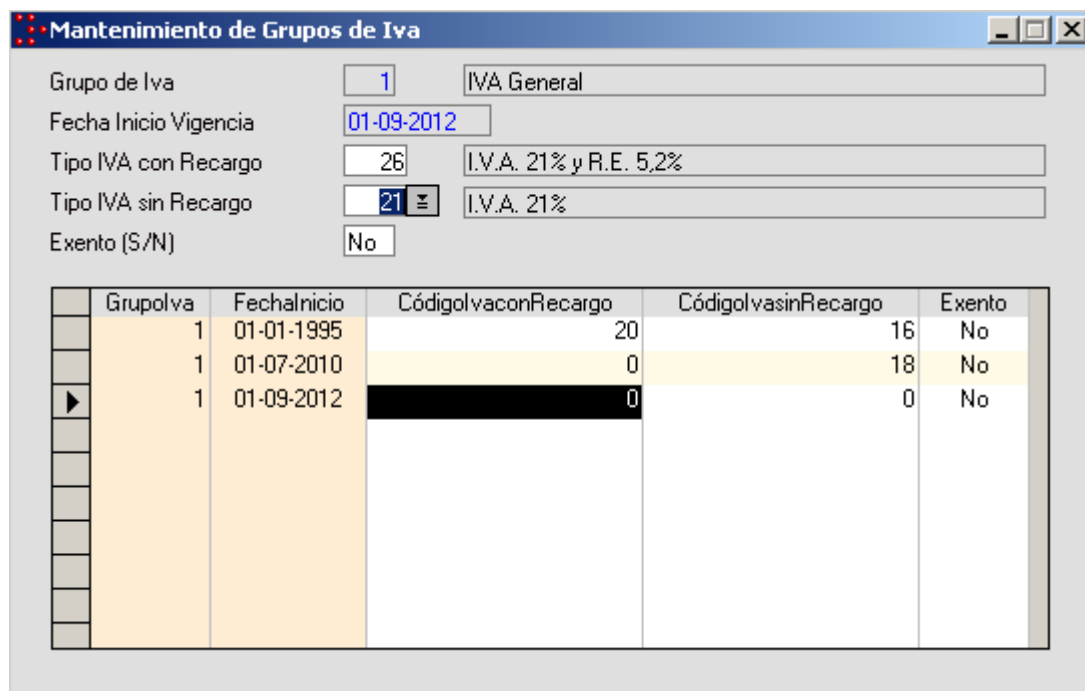 Mantenimiento de Grupos de Iva
Grupo de Iva 1 IVA General
Fecha Inicio Vigencia 01-09-2012
Tipo IVA con Recargo 26 I.V.A. 21% y R.E. 5,2%
Tipo IVA sin Recargo 21 I.V.A. 21%
Exento (S/N) No
GrupoIva FechaInicio CódigoIvaconRecargo CódigoIvasinRecargo Exento
1 01-01-1995 20 16 No
1 01-07-2010 0 18 No
1 01-09-2012 0 0 No